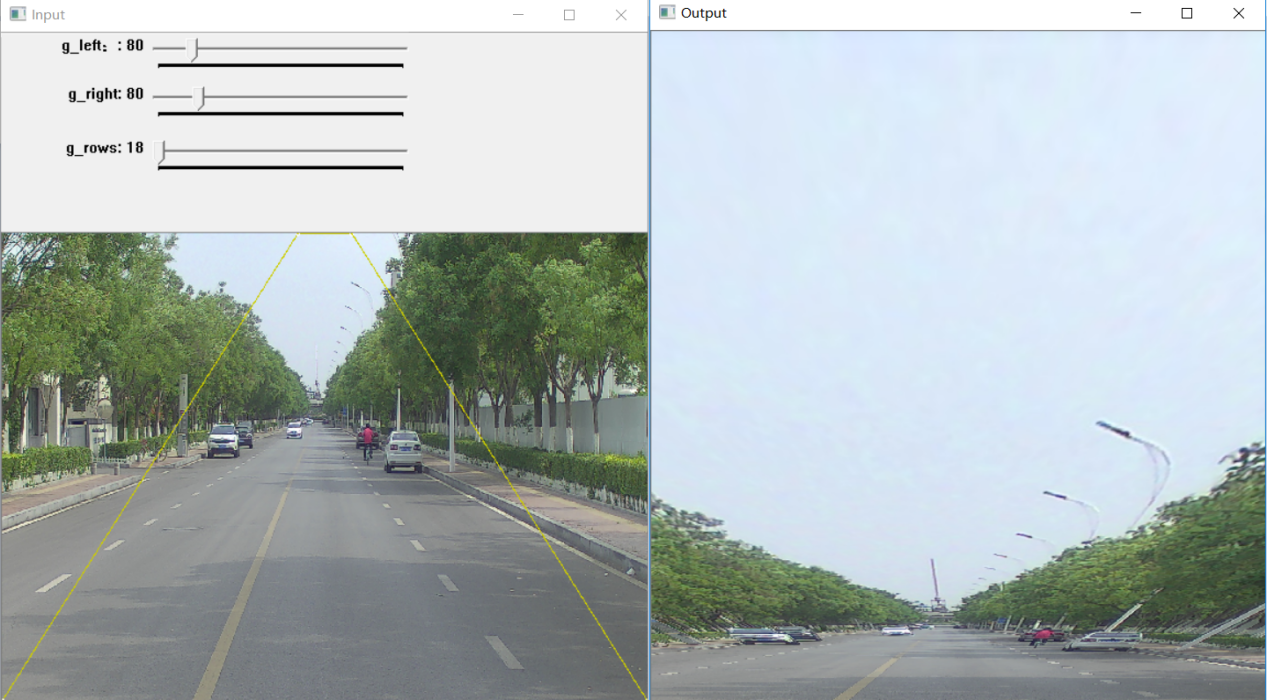 Input
g_left：: 80
g_right: 80
g_rows: 18
Output